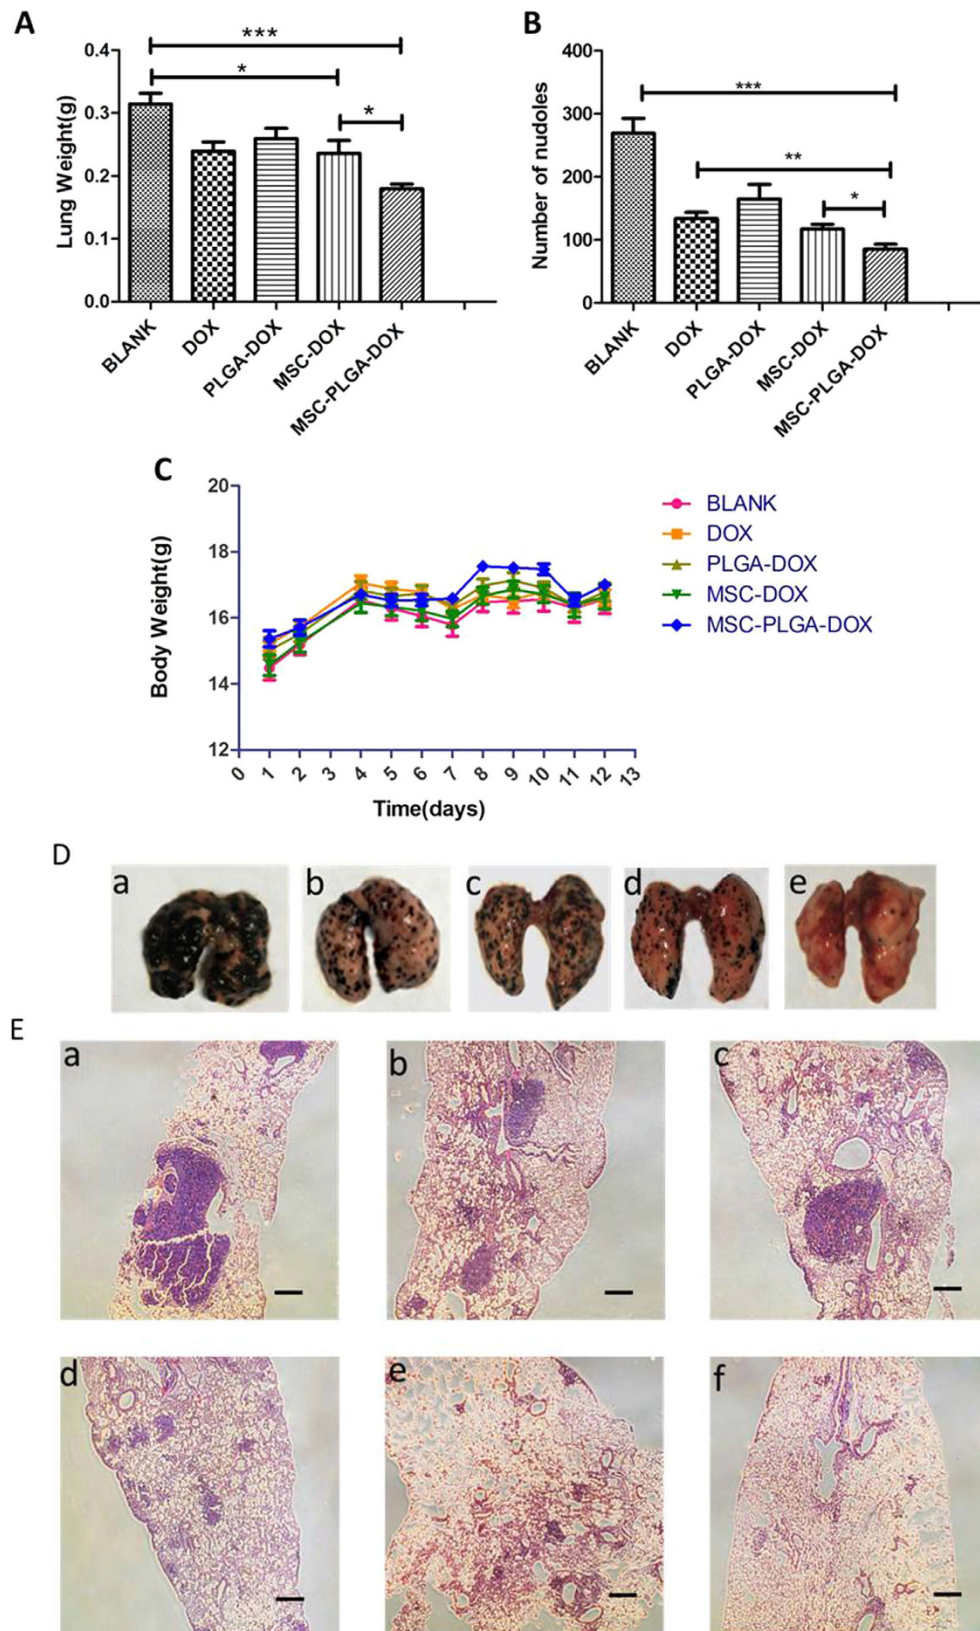 A
***
*
*
0.4
0.3
0.2
0.1
0.0
Lung Weight(g)
BLANK
DOX
PLGA-DOX
MSC-DOX
MSC-PLGA-DOX
B
***
**
*
400
300
200
100
0
Number of nudoles
BLANK
DOX
PLGA-DOX
MSC-DOX
MSC-PLGA-DOX
C
20
18
16
14
12
Body Weight(g)
0 1 2 3 4 5 6 7 8 9 10 11 12 13
Time(days)
BLANK
DOX
PLGA-DOX
MSC-DOX
MSC-PLGA-DOX
D
a b c d e
E
a b c
d e f